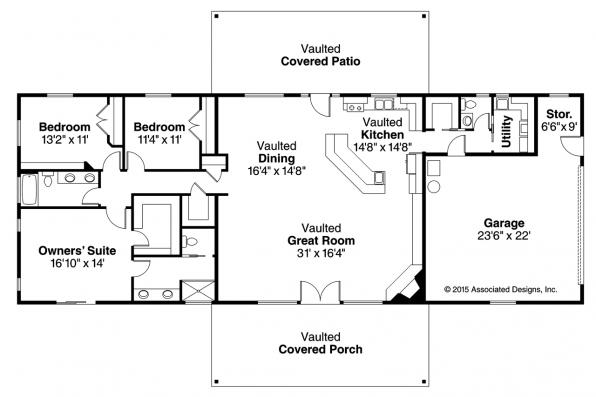 Vaulted
Covered Patio
Bedroom
13'2" x 11'
Bedroom
11'4" x 11'
Vaulted
Dining
16'4" x 14'8"
Vaulted
Kitchen
14'8" x 14'8"
Utility
Stor.
6'6"x 9'
Owners' Suite
16'10" x 14'
Vaulted
Great Room
31' x 16'4"
Garage
23'6" x 22'
© 2015 Associated Designs, Inc.
Vaulted
Covered Porch